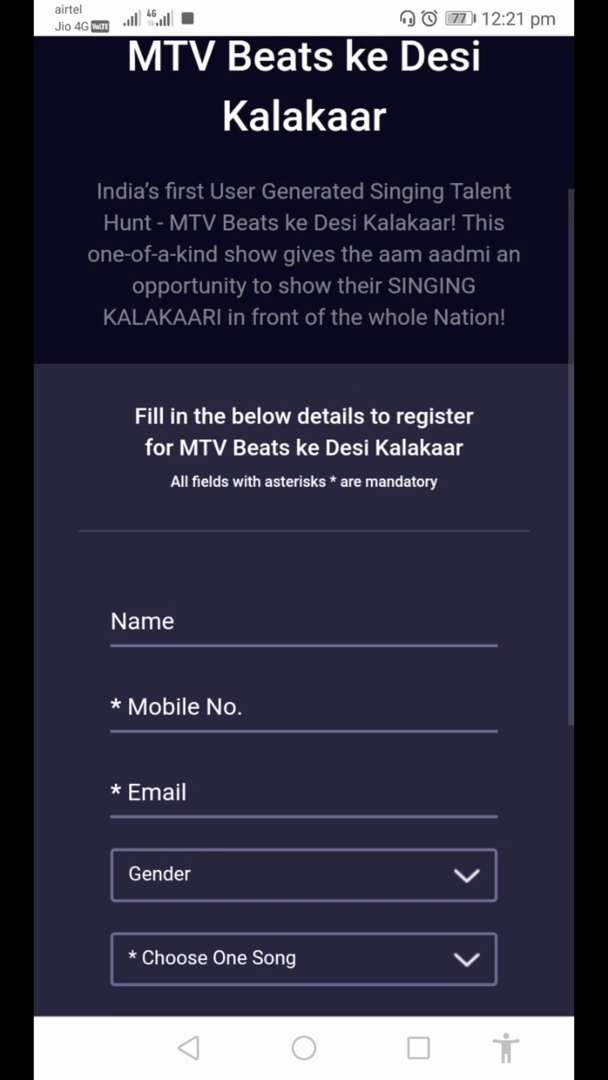 airtel
Jio 4G VoLTE
4G
77
12:21 pm
MTV Beats ke Desi
Kalakaar
India’s first User Generated Singing Talent
Hunt - MTV Beats ke Desi Kalakaar! This
one-of-a-kind show gives the aam aadmi an
opportunity to show their SINGING
KALAKAARI in front of the whole Nation!
Fill in the below details to register
for MTV Beats ke Desi Kalakaar
All fields with asterisks * are mandatory
Name
* Mobile No.
* Email
Gender
* Choose One Song